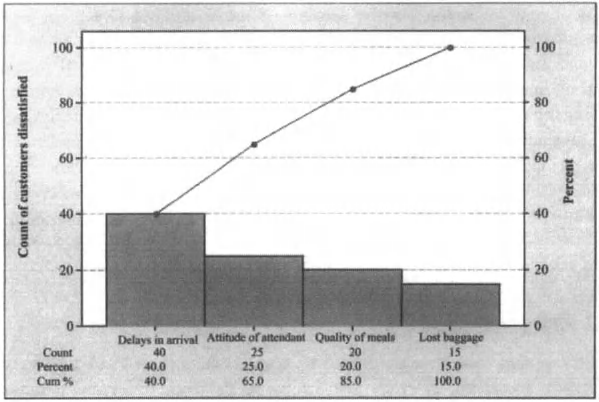 Count of customers dissatisfied
100
80
60
40
20
0
100
80
60
40
20
0
Percent
Delays in arrival Attitude of attendant Quality of meals Lost baggage
Count 40 25 20 15
Percent 40.0 25.0 20.0 15.0
Cum % 40.0 65.0 85.0 100.0